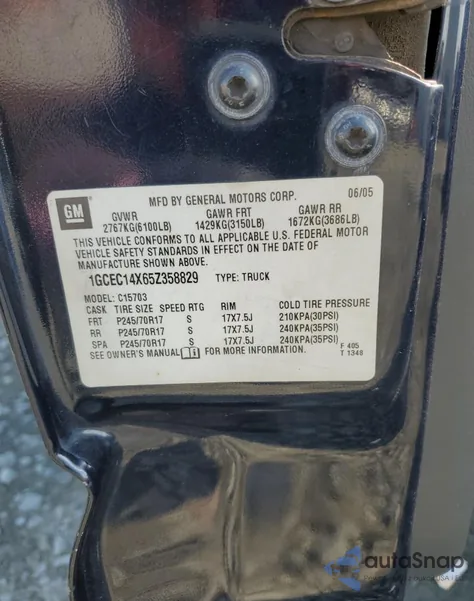 GM
MFD BY GENERAL MOTORS CORP. 06/05
GVWR GAWR FRT GAWR RR
2767KG(6100LB) 1429KG(3150LB) 1672KG(3686LB)
THIS VEHICLE CONFORMS TO ALL APPLICABLE U.S. FEDERAL MOTOR
VEHICLE SAFETY STANDARDS IN EFFECT ON THE DATE OF
MANUFACTURE SHOWN ABOVE.
1GCEC14X65Z358829 TYPE: TRUCK
MODEL: C15703
CASK TIRE SIZE SPEED RTG RIM COLD TIRE PRESSURE
FRT P245/70R17 S 17X7.5J 210KPA(30PSI)
RR P245/70R17 S 17X7.5J 240KPA(35PSI)
SPA P245/70R17 S 17X7.5J 240KPA(35PSI)
SEE OWNER'S MANUAL FOR MORE INFORMATION. F 405
T 1348
autoSnap